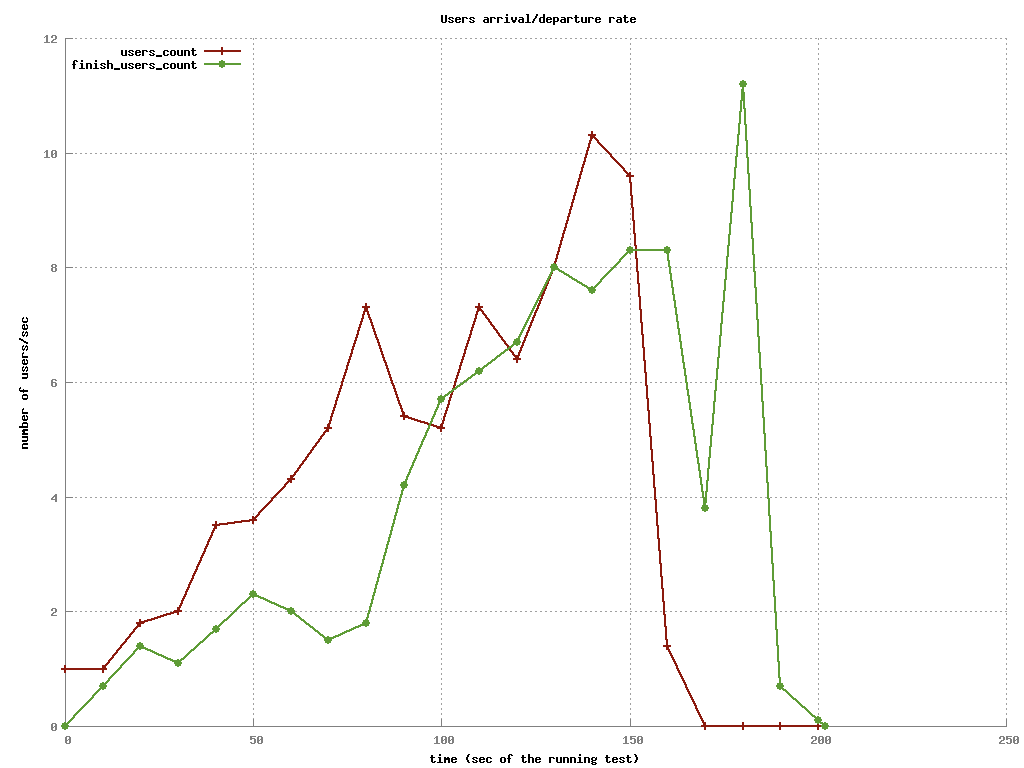 Users arrival/departure rate
users_count
finish_users_count
12
10
8
6
4
2
0
number of users/sec
0 50 100 150 200 250
time (sec of the running test)